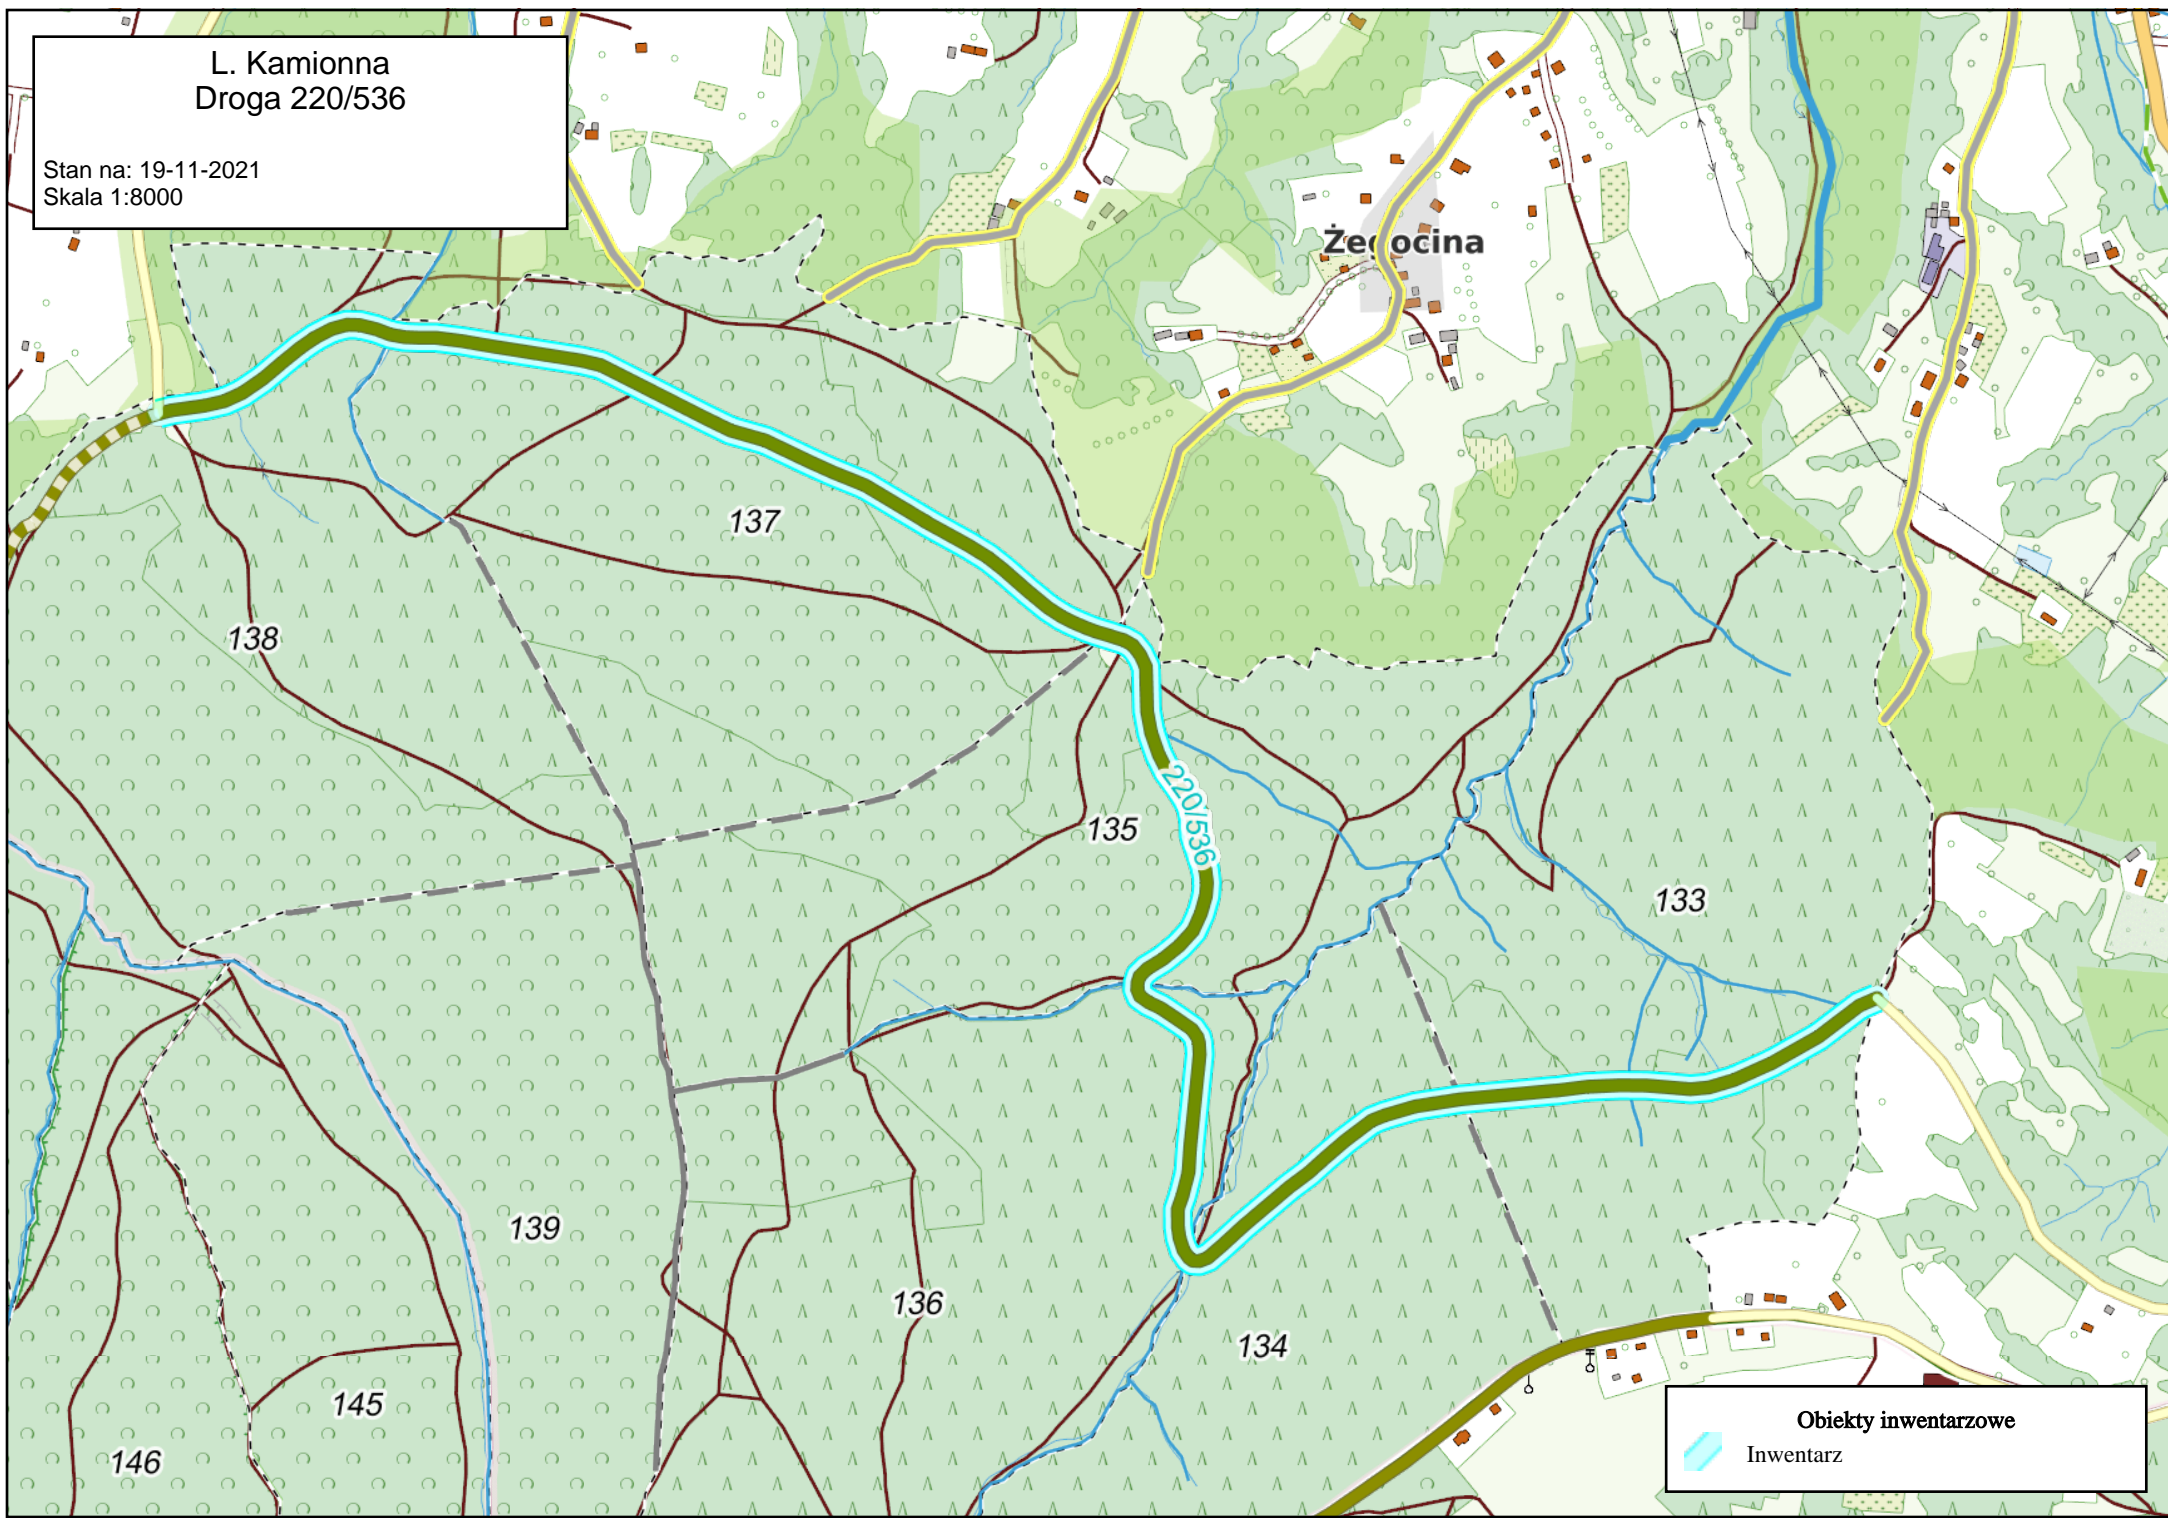 L. Kamionna
Droga 220/536
Stan na: 19-11-2021
Skala 1:8000
Żegocina
137
138
220/536
135
133
139
136
134
145
146
Obiekty inwentarzowe
Inwentarz